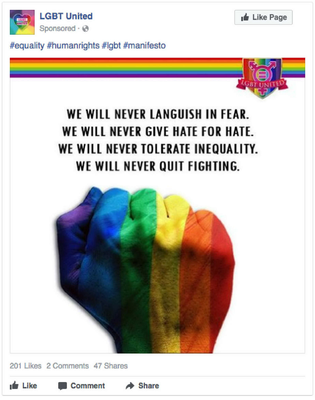 LGBT United
Like Page
Sponsored ·
#equality #humanrights #lgbt #manifesto
LGBT UNITED
WE WILL NEVER LANGUISH IN FEAR.
WE WILL NEVER GIVE HATE FOR HATE.
WE WILL NEVER TOLERATE INEQUALITY.
WE WILL NEVER QUIT FIGHTING.
201 Likes 2 Comments 47 Shares
Like Comment Share